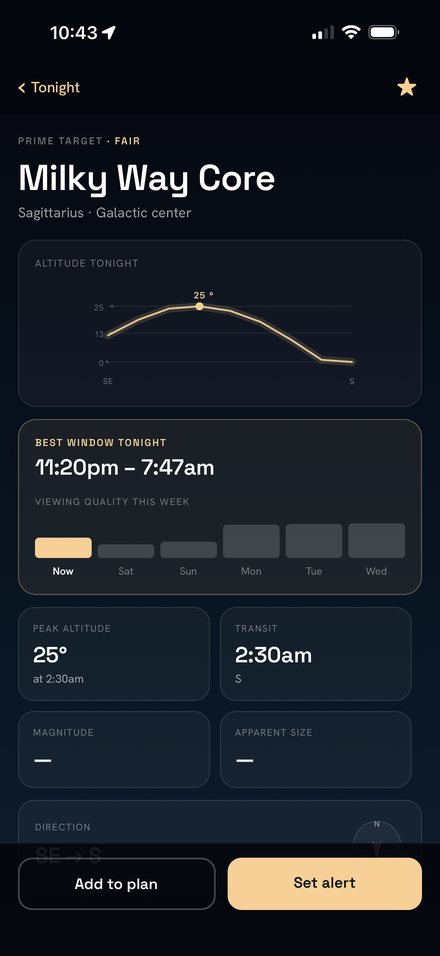 10:43
Tonight
PRIME TARGET · FAIR
Milky Way Core
Sagittarius · Galactic center
ALTITUDE TONIGHT
25 °
25 °
13
0°
SE S
BEST WINDOW TONIGHT
11:20pm – 7:47am
VIEWING QUALITY THIS WEEK
Now Sat Sun Mon Tue Wed
PEAK ALTITUDE
25°
at 2:30am
TRANSIT
2:30am
S
MAGNITUDE
—
APPARENT SIZE
—
DIRECTION
N
SE → S
Add to plan
Set alert